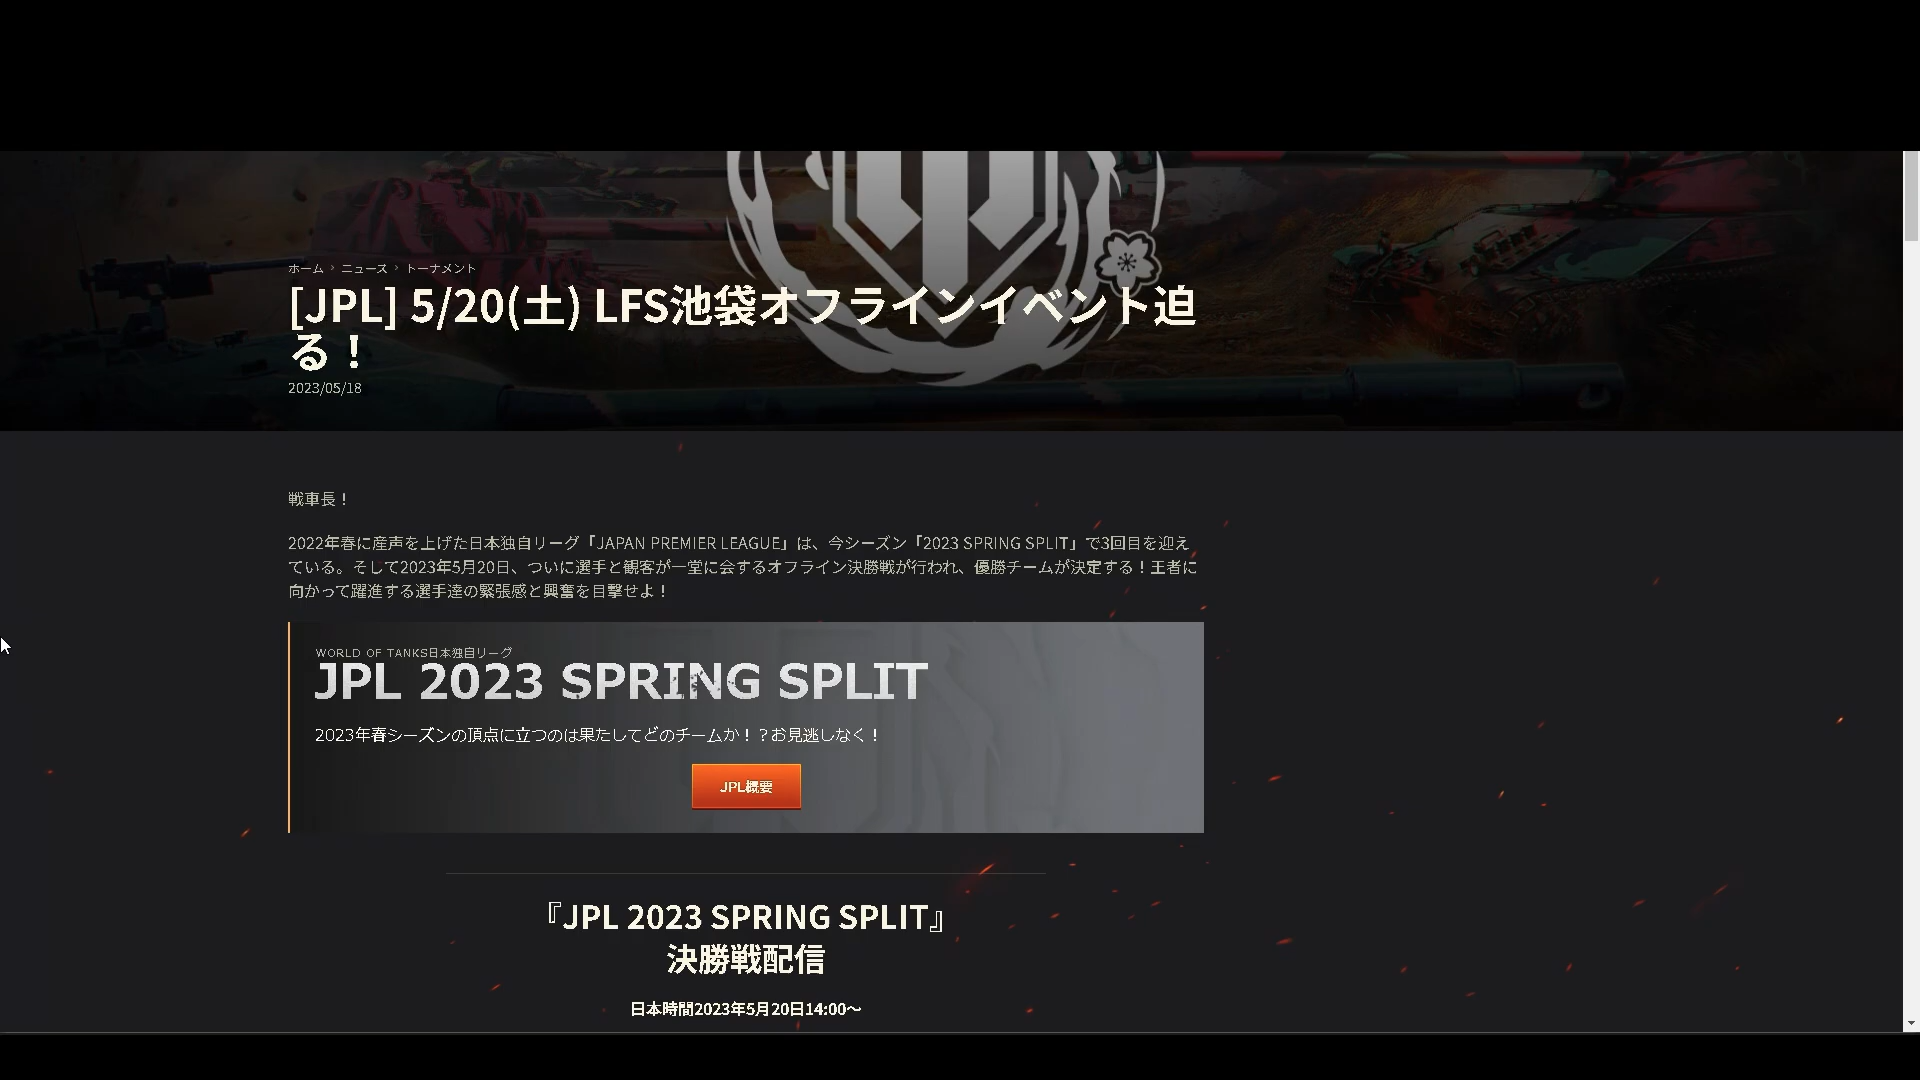 ホーム › ニュース › トーナメント
[JPL] 5/20(土) LFS池袋オフラインイベント迫
る！
2023/05/18
戦車長！
2022年春に産声を上げた日本独自リーグ「JAPAN PREMIER LEAGUE」は、今シーズン「2023 SPRING SPLIT」で3回目を迎え
ている。そして2023年5月20日、ついに選手と観客が一堂に会するオフライン決勝戦が行われ、優勝チームが決定する！王者に
向かって躍進する選手達の緊張感と興奮を目撃せよ！
WORLD OF TANKS日本独自リーグ
JPL 2023 SPRING SPLIT
2023年春シーズンの頂点に立つのは果たしてどのチームか！？お見逃しなく！
JPL概要
『JPL 2023 SPRING SPLIT』
決勝戦配信
日本時間2023年5月20日14:00～